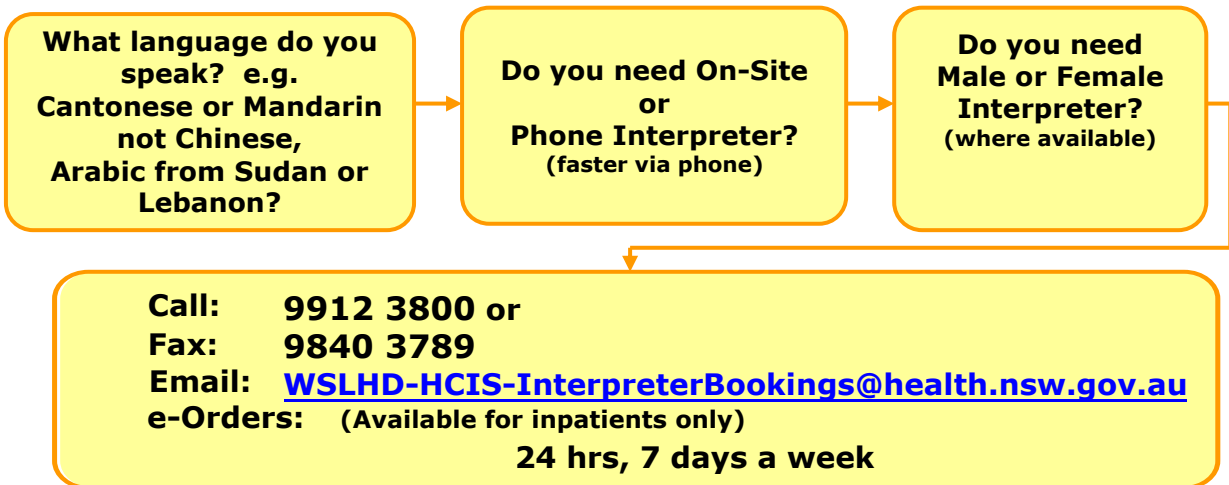 What language do you
speak? e.g.
Cantonese or Mandarin
not Chinese,
Arabic from Sudan or
Lebanon?
Do you need On-Site
or
Phone Interpreter?
(faster via phone)
Do you need
Male or Female
Interpreter?
(where available)
Call: 9912 3800 or
Fax: 9840 3789
Email: WSLHD-HCIS-InterpreterBookings@health.nsw.gov.au
e-Orders: (Available for inpatients only)
24 hrs, 7 days a week